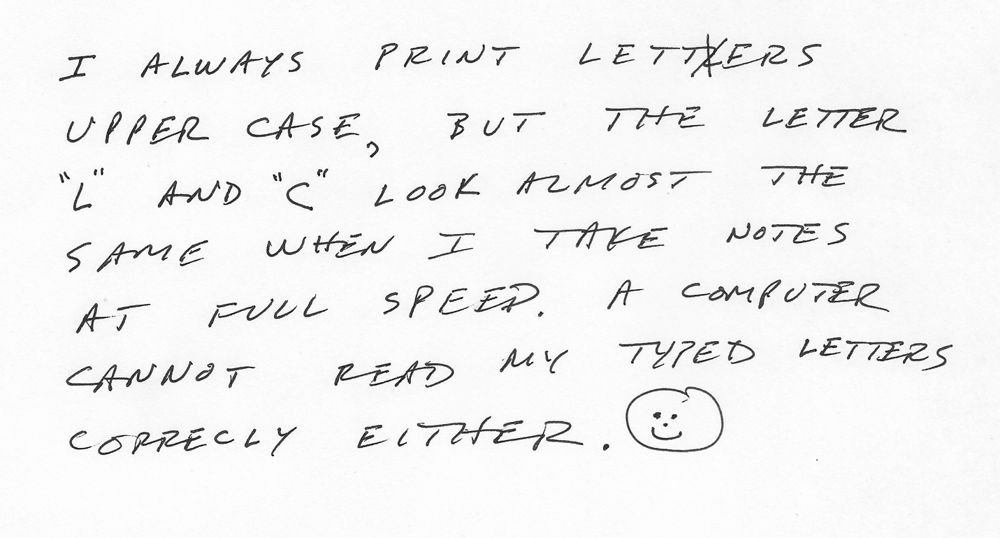 I ALWAYS PRINT LETTERS
UPPER CASE, BUT THE LETTER
"L" AND "C" LOOK ALMOST THE
SAME WHEN I TAKE NOTES
AT FULL SPEED. A COMPUTER
CANNOT READ MY TYPED LETTERS
CORRECLY EITHER.